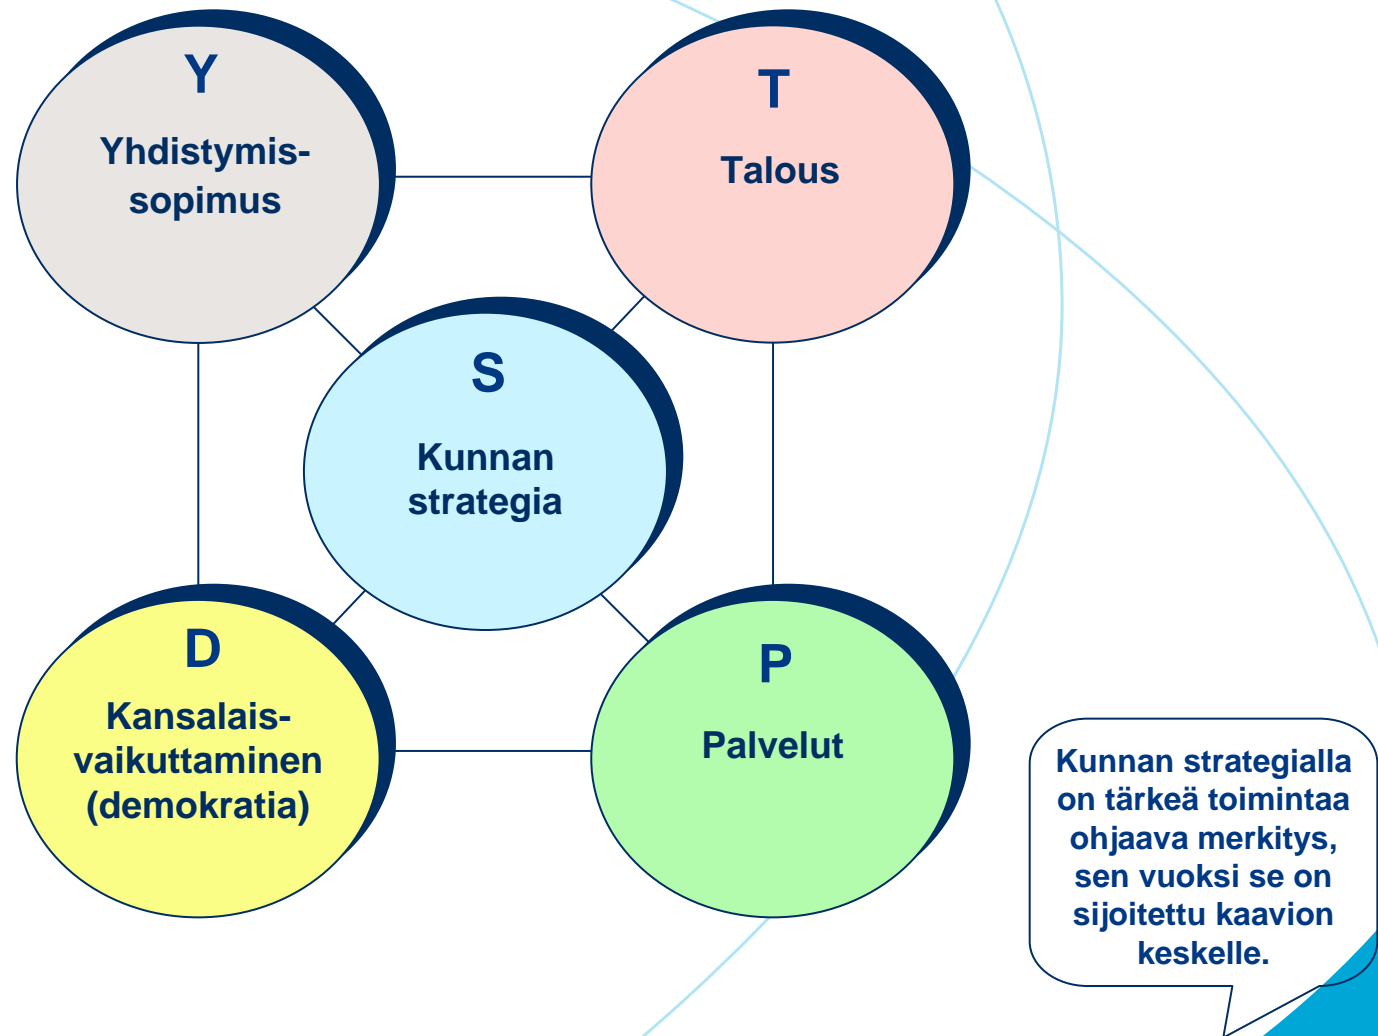 Y
Yhdistymis-
sopimus
T
Talous
S
Kunnan
strategia
D
Kansalais-
vaikuttaminen
(demokratia)
P
Palvelut
Kunnan strategialla
on tärkeä toimintaa
ohjaava merkitys,
sen vuoksi se on
sijoitettu kaavion
keskelle.